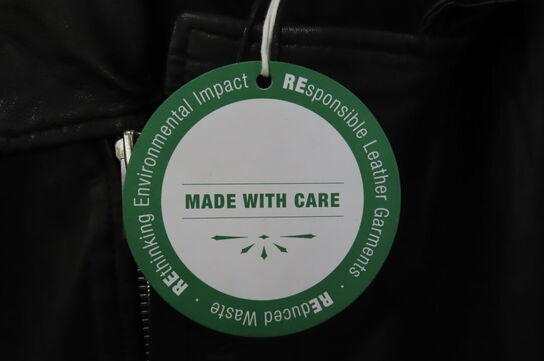 REsponsible Leather Garments · REduced Waste · REthinking Environmental Impact
MADE WITH CARE